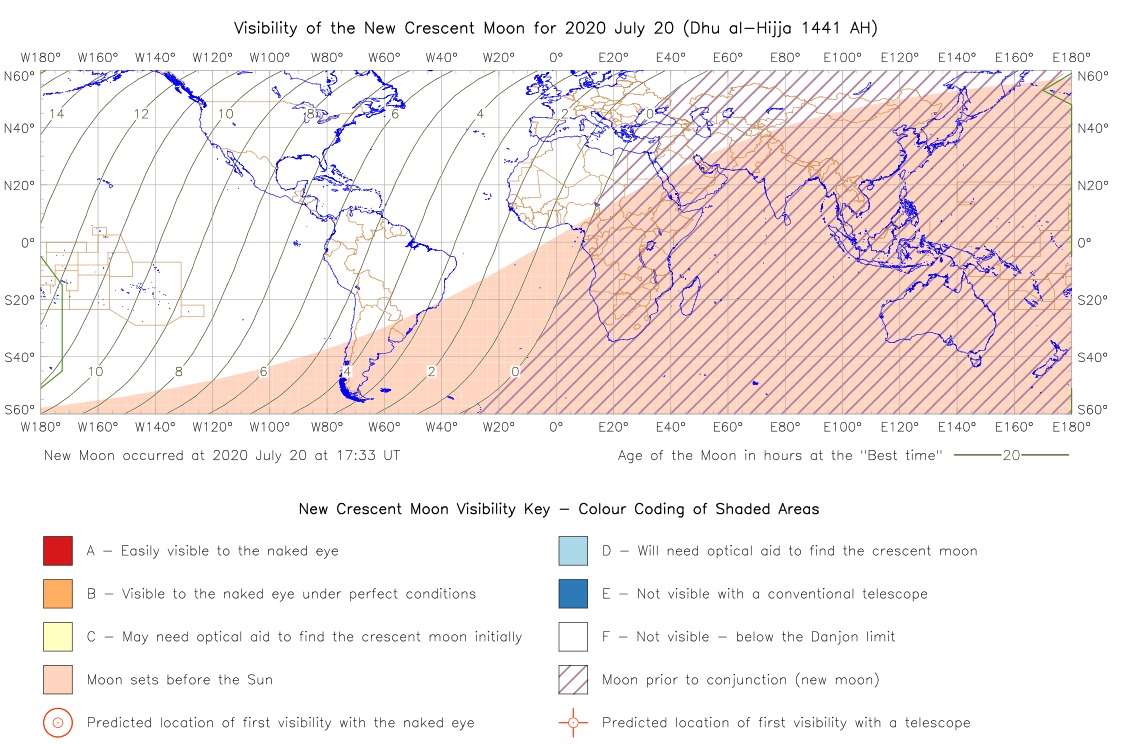 Visibility of the New Crescent Moon for 2020 July 20 (Dhu al-Hijja 1441 AH)
W180° W160° W140° W120° W100° W80° W60° W40° W20° 0° E20° E40° E60° E80° E100° E120° E140° E160° E180°
N60° N60°
14 12 10 8 6 4 0
N40° N40°
N20° N20°
0° 0°
S20° S20°
S40° S40°
10 8 6 4 2 0
S60° S60°
W180° W160° W140° W120° W100° W80° W60° W40° W20° 0° E20° E40° E60° E80° E100° E120° E140° E160° E180°
New Moon occurred at 2020 July 20 at 17:33 UT Age of the Moon in hours at the "Best time" 20
New Crescent Moon Visibility Key – Colour Coding of Shaded Areas
A – Easily visible to the naked eye
B – Visible to the naked eye under perfect conditions
C – May need optical aid to find the crescent moon initially
Moon sets before the Sun
Predicted location of first visibility with the naked eye
D – Will need optical aid to find the crescent moon
E – Not visible with a conventional telescope
F – Not visible – below the Danjon limit
Moon prior to conjunction (new moon)
Predicted location of first visibility with a telescope